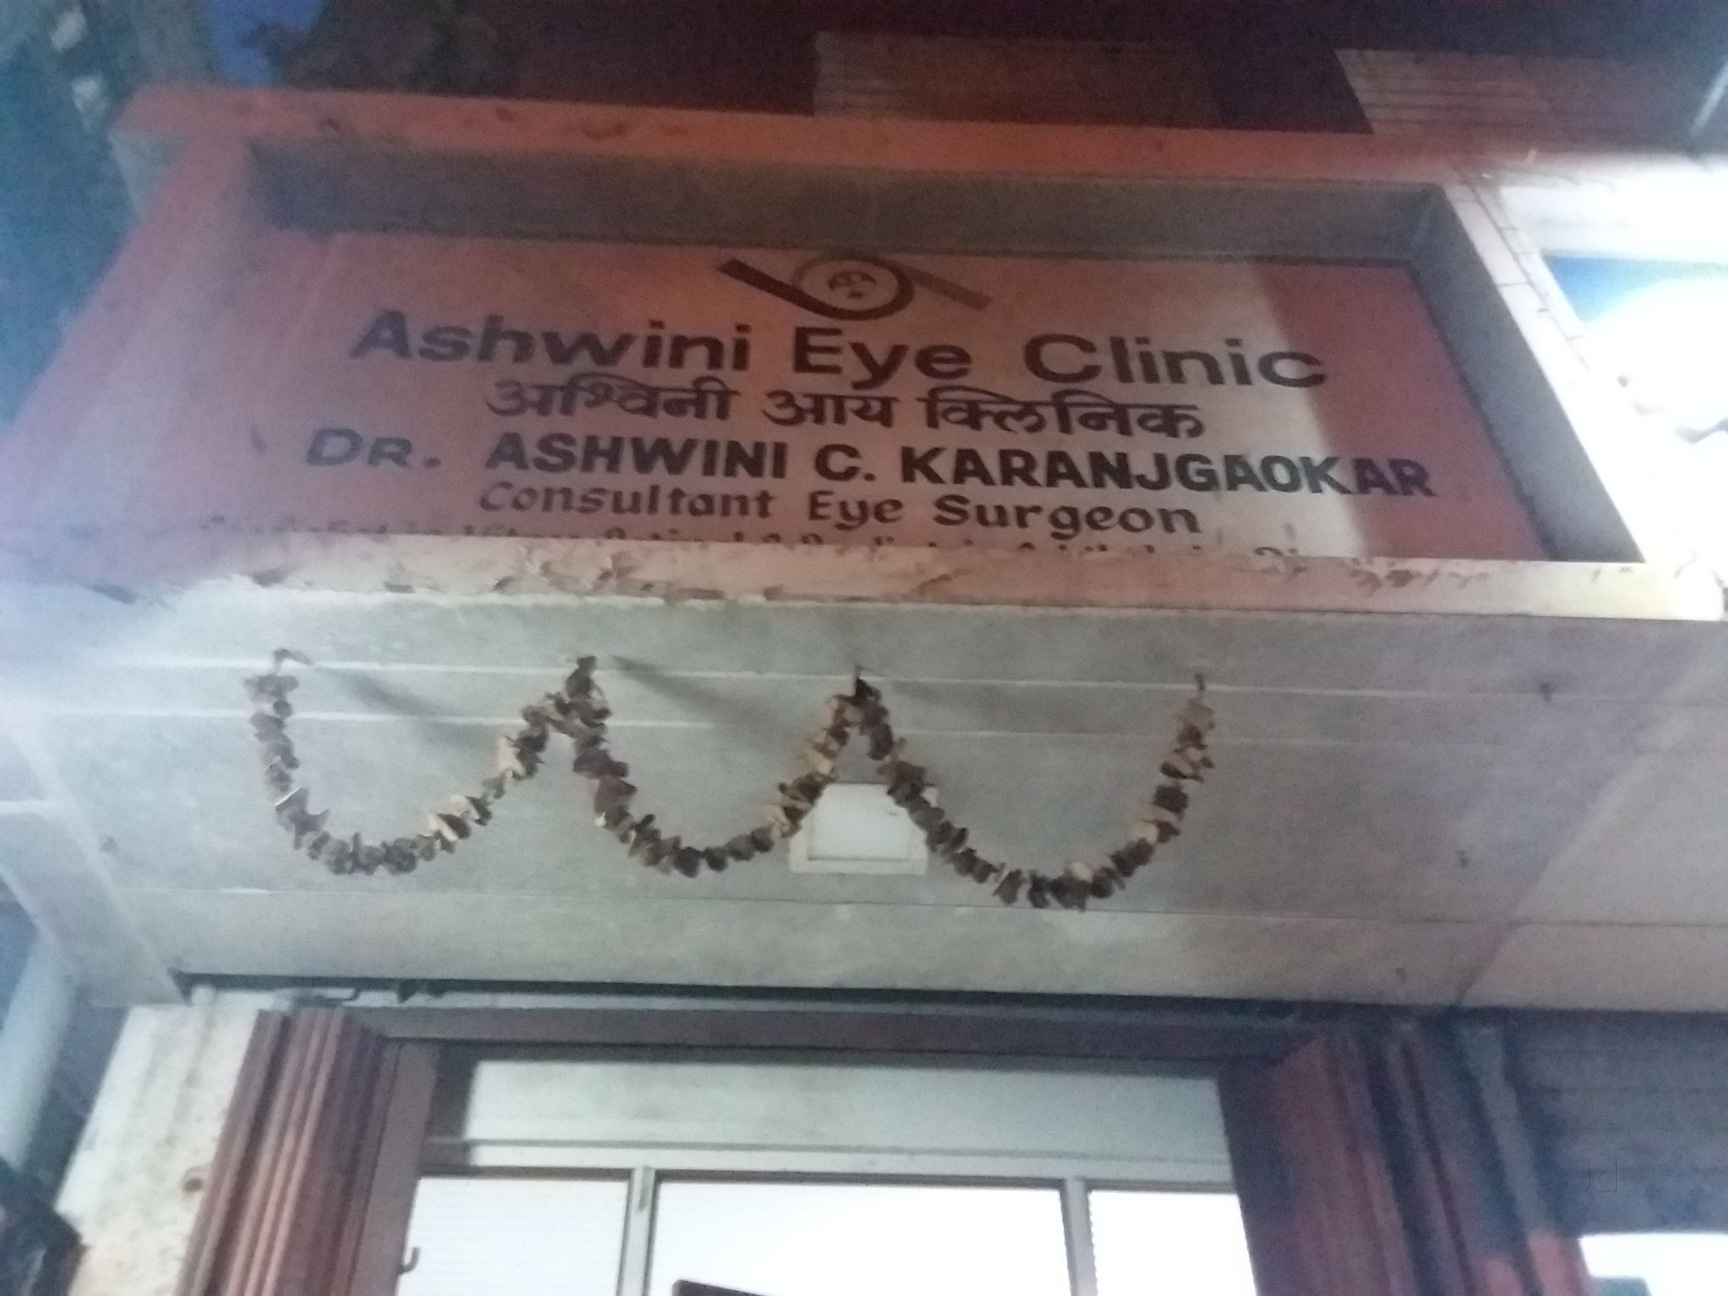 Ashwini Eye Clinic
अश्विनी आय क्लिनिक
DR. ASHWINI C. KARANJGAOKAR
Consultant Eye Surgeon